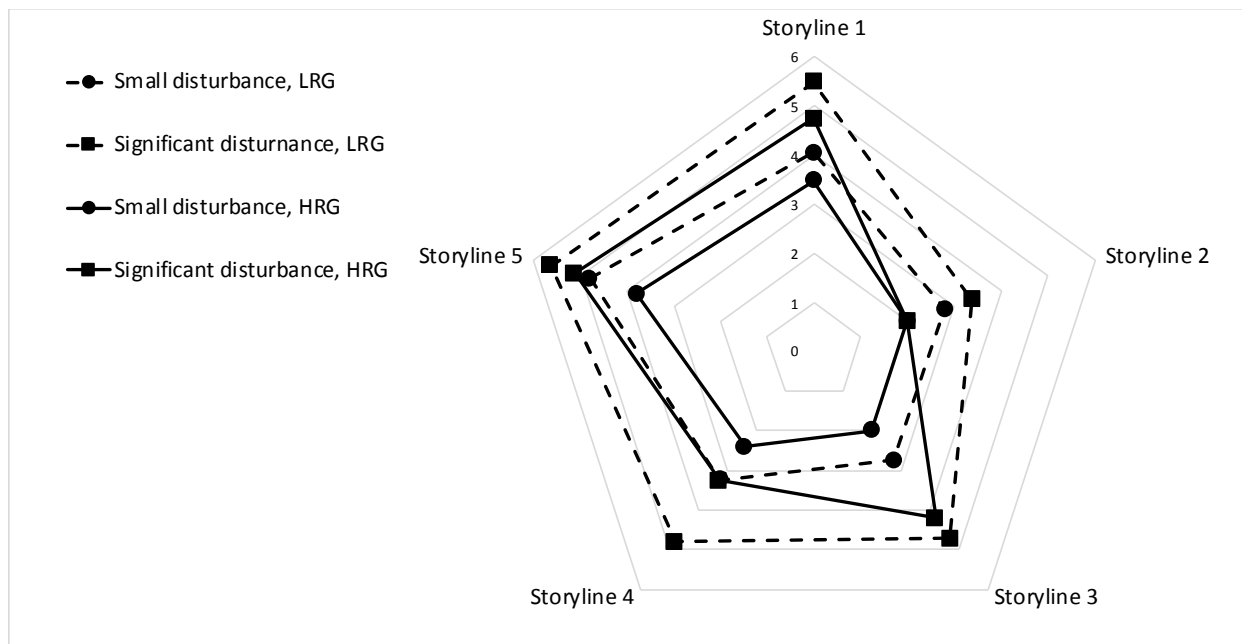 Storyline 1
6
Small disturbance, LRG
5
Significant disturnance, LRG
4
Small disturbance, HRG
3
Storyline 5
Storyline 2
Significant disturbance, HRG
2
1
0
Storyline 4
Storyline 3